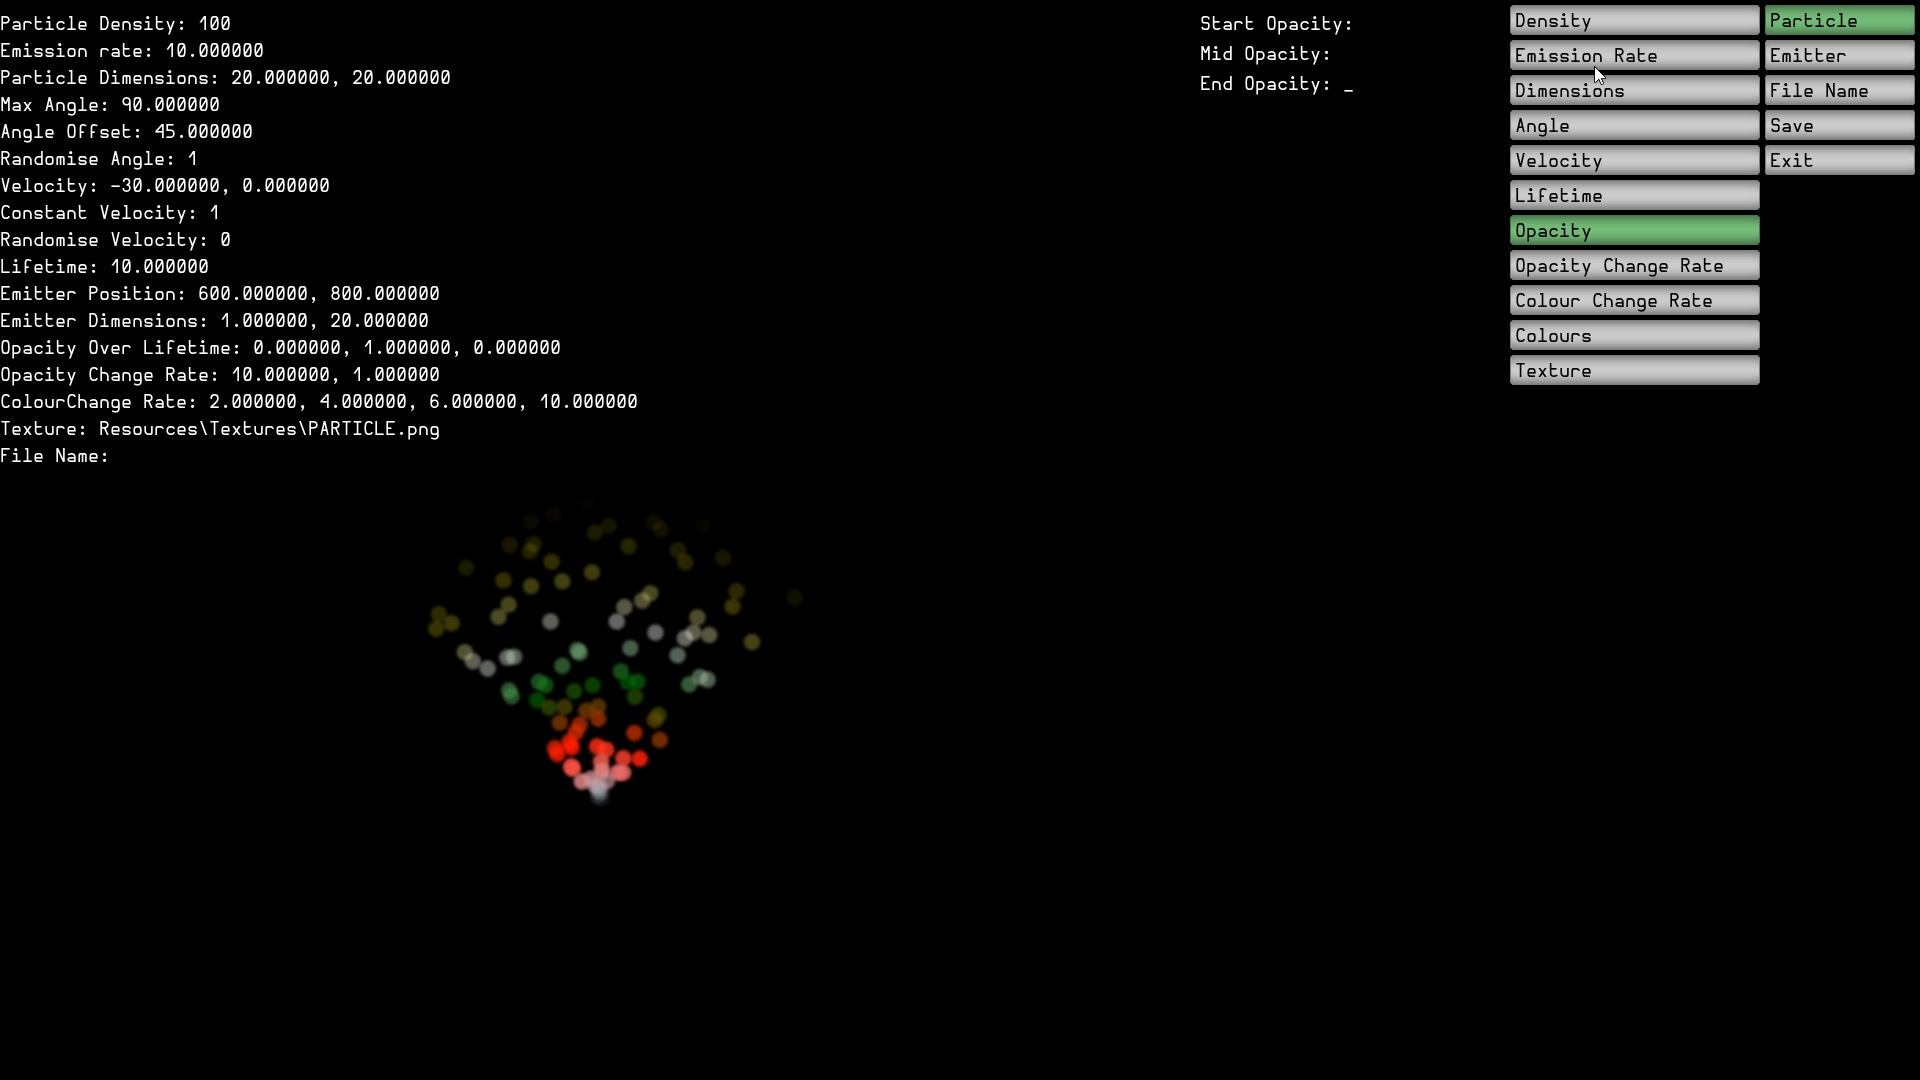 Particle Density: 100
Emission rate: 10.000000
Particle Dimensions: 20.000000, 20.000000
Max Angle: 90.000000
Angle Offset: 45.000000
Randomise Angle: 1
Velocity: -30.000000, 0.000000
Constant Velocity: 1
Randomise Velocity: 0
Lifetime: 10.000000
Emitter Position: 600.000000, 800.000000
Emitter Dimensions: 1.000000, 20.000000
Opacity Over Lifetime: 0.000000, 1.000000, 0.000000
Opacity Change Rate: 10.000000, 1.000000
ColourChange Rate: 2.000000, 4.000000, 6.000000, 10.000000
Texture: Resources\Textures\PARTICLE.png
File Name:
Start Opacity:
Mid Opacity:
End Opacity: _
Density
Emission Rate
Dimensions
Angle
Velocity
Lifetime
Opacity
Opacity Change Rate
Colour Change Rate
Colours
Texture
Particle
Emitter
File Name
Save
Exit